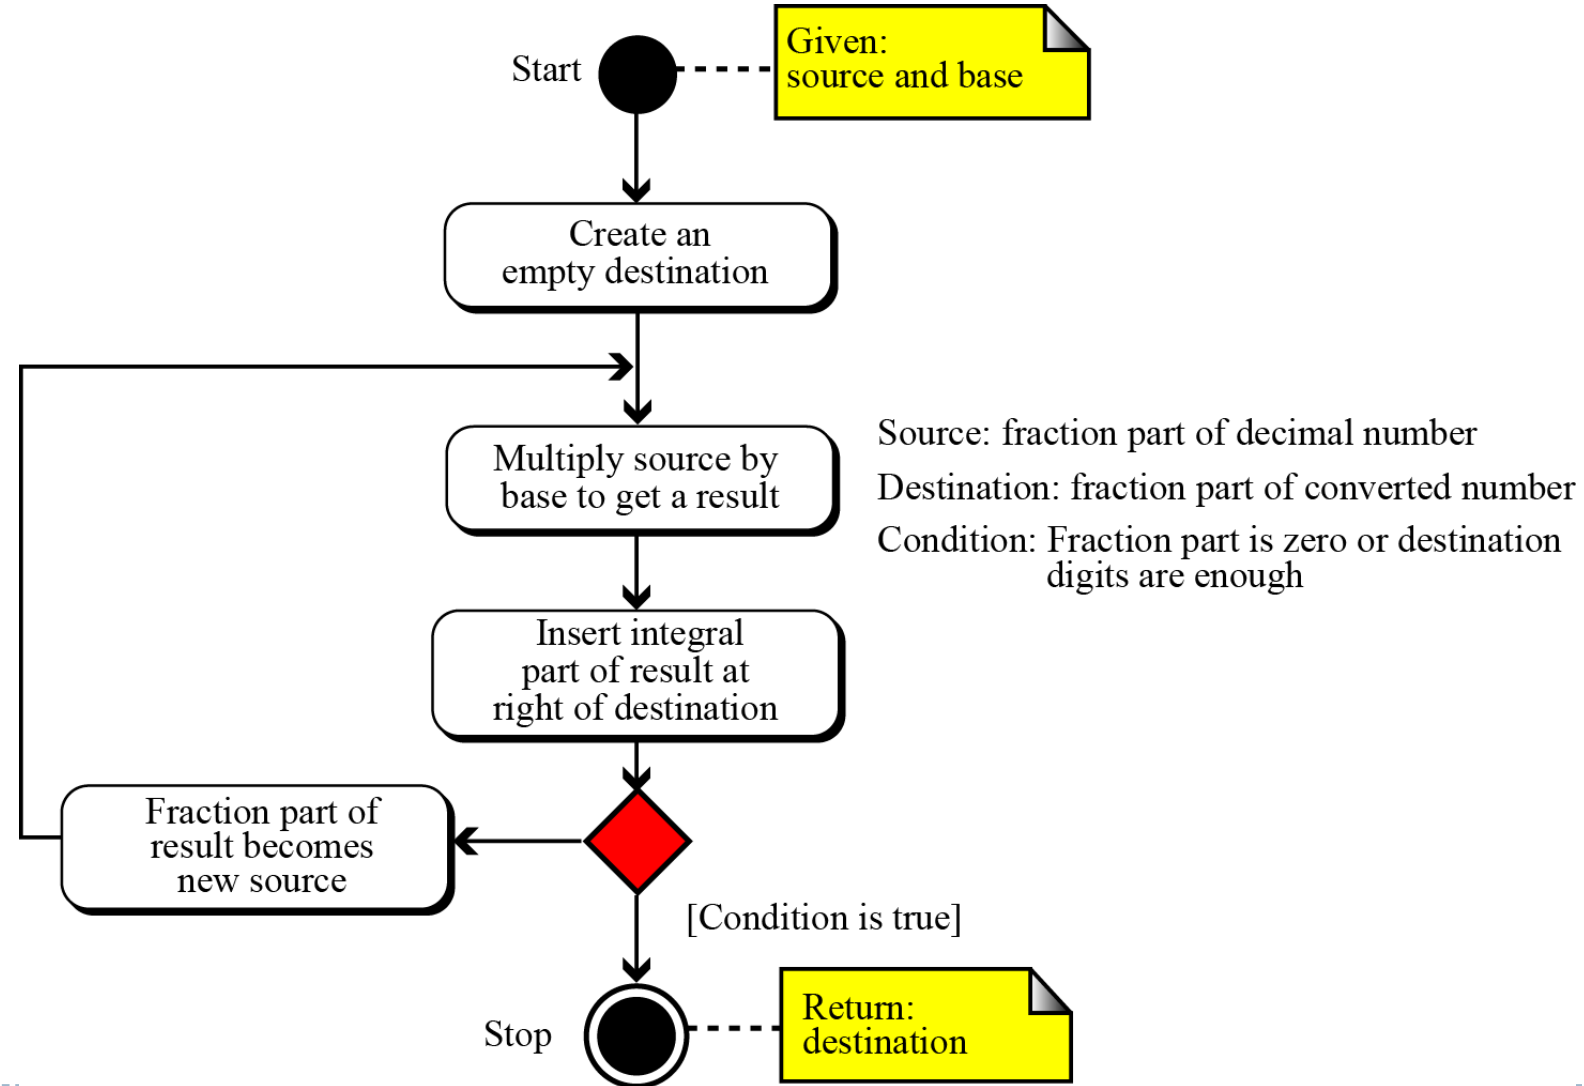 Start
Given:
source and base
Create an
empty destination
Multiply source by
base to get a result
Source: fraction part of decimal number
Destination: fraction part of converted number
Condition: Fraction part is zero or destination
digits are enough
Insert integral
part of result at
right of destination
Fraction part of
result becomes
new source
[Condition is true]
Stop
Return:
destination